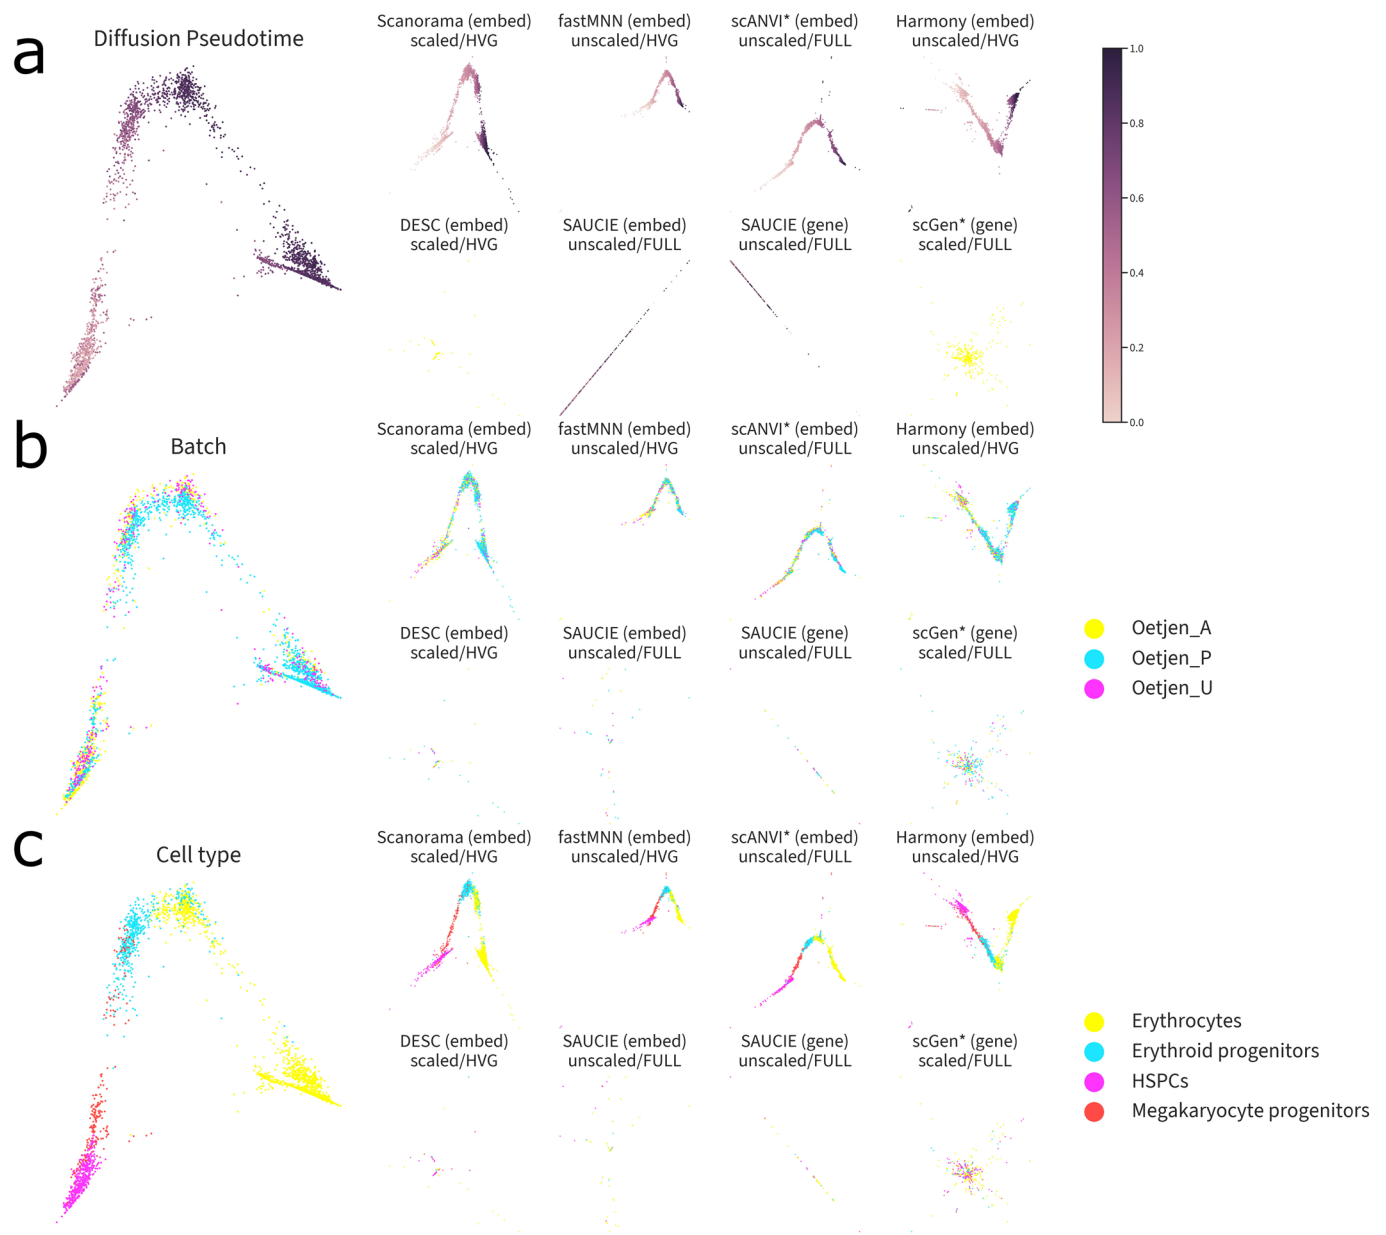 a
Diffusion Pseudotime
Scanorama (embed)
scaled/HVG
fastMNN (embed)
unscaled/HVG
scANVI* (embed)
unscaled/FULL
Harmony (embed)
unscaled/HVG
DESC (embed)
scaled/HVG
SAUCIE (embed)
unscaled/FULL
SAUCIE (gene)
unscaled/FULL
scGen* (gene)
scaled/FULL
1.0
0.8
0.6
0.4
0.2
0.0
b
Batch
Scanorama (embed)
scaled/HVG
fastMNN (embed)
unscaled/HVG
scANVI* (embed)
unscaled/FULL
Harmony (embed)
unscaled/HVG
DESC (embed)
scaled/HVG
SAUCIE (embed)
unscaled/FULL
SAUCIE (gene)
unscaled/FULL
scGen* (gene)
scaled/FULL
Oetjen_A
Oetjen_P
Oetjen_U
c
Cell type
Scanorama (embed)
scaled/HVG
fastMNN (embed)
unscaled/HVG
scANVI* (embed)
unscaled/FULL
Harmony (embed)
unscaled/HVG
DESC (embed)
scaled/HVG
SAUCIE (embed)
unscaled/FULL
SAUCIE (gene)
unscaled/FULL
scGen* (gene)
scaled/FULL
Erythrocytes
Erythroid progenitors
HSPCs
Megakaryocyte progenitors